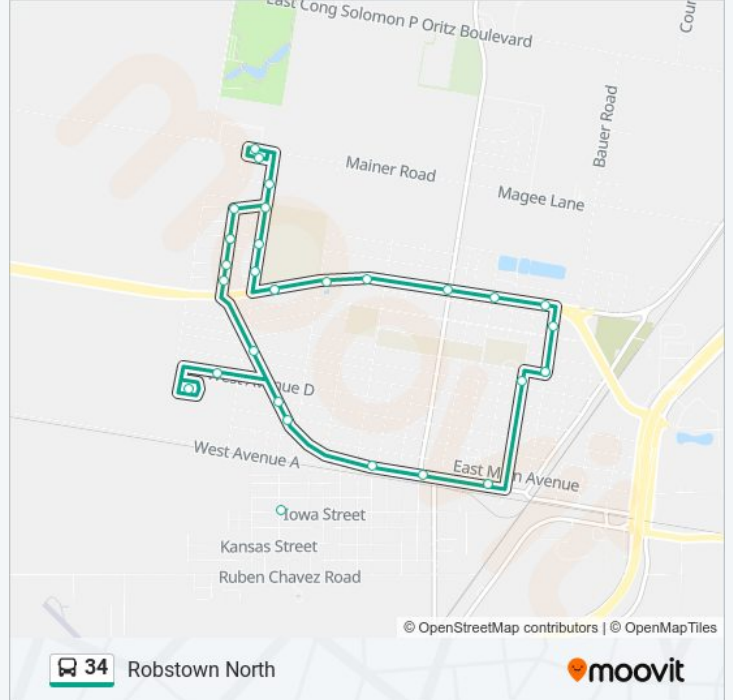 East Cong Solomon P Oritz Boulevard
Bauer Road
Mainer Road
Magee Lane
West Avenue D
West Avenue A
East Main Avenue
Iowa Street
Kansas Street
Ruben Chavez Road
© OpenStreetMap contributors | © OpenMapTiles
34 Robstown North
moovit